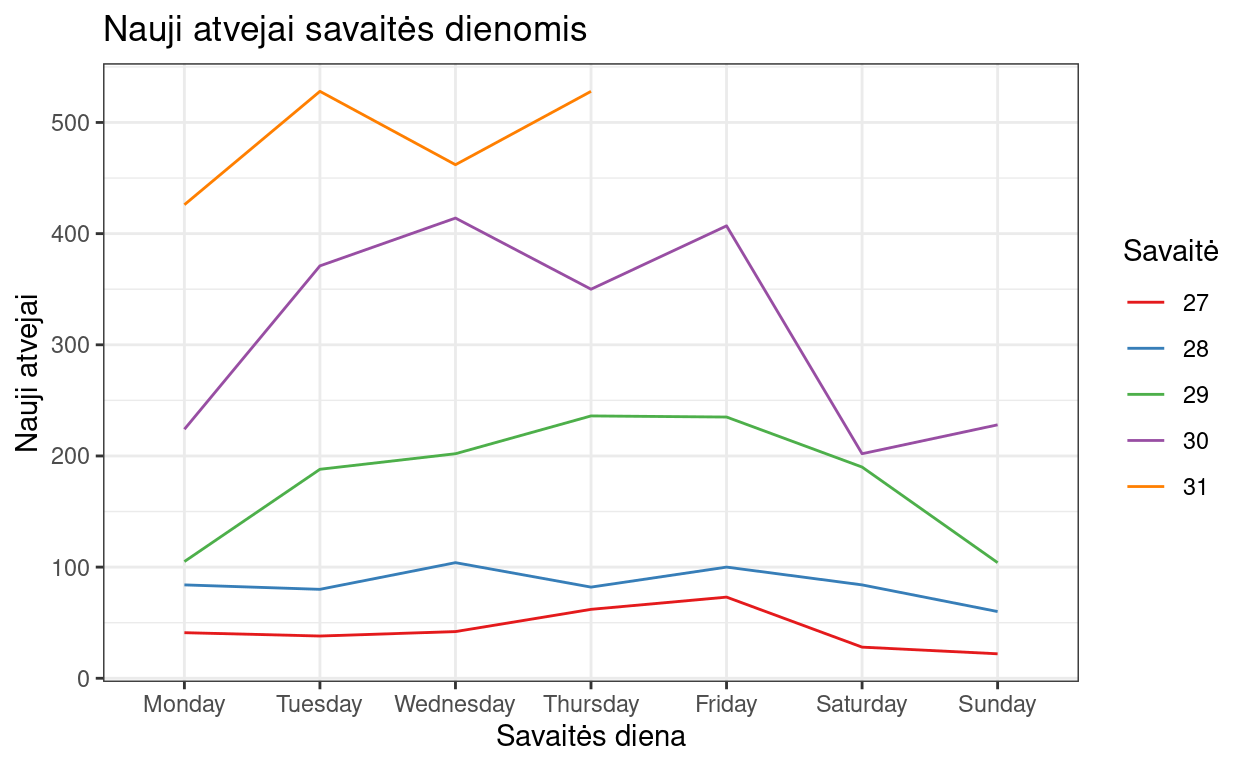 Nauji atvejai savaitės dienomis
Nauji atvejai
500
400
300
200
100
0
Monday Tuesday Wednesday Thursday Friday Saturday Sunday
Savaitės diena
Savaitė
27
28
29
30
31